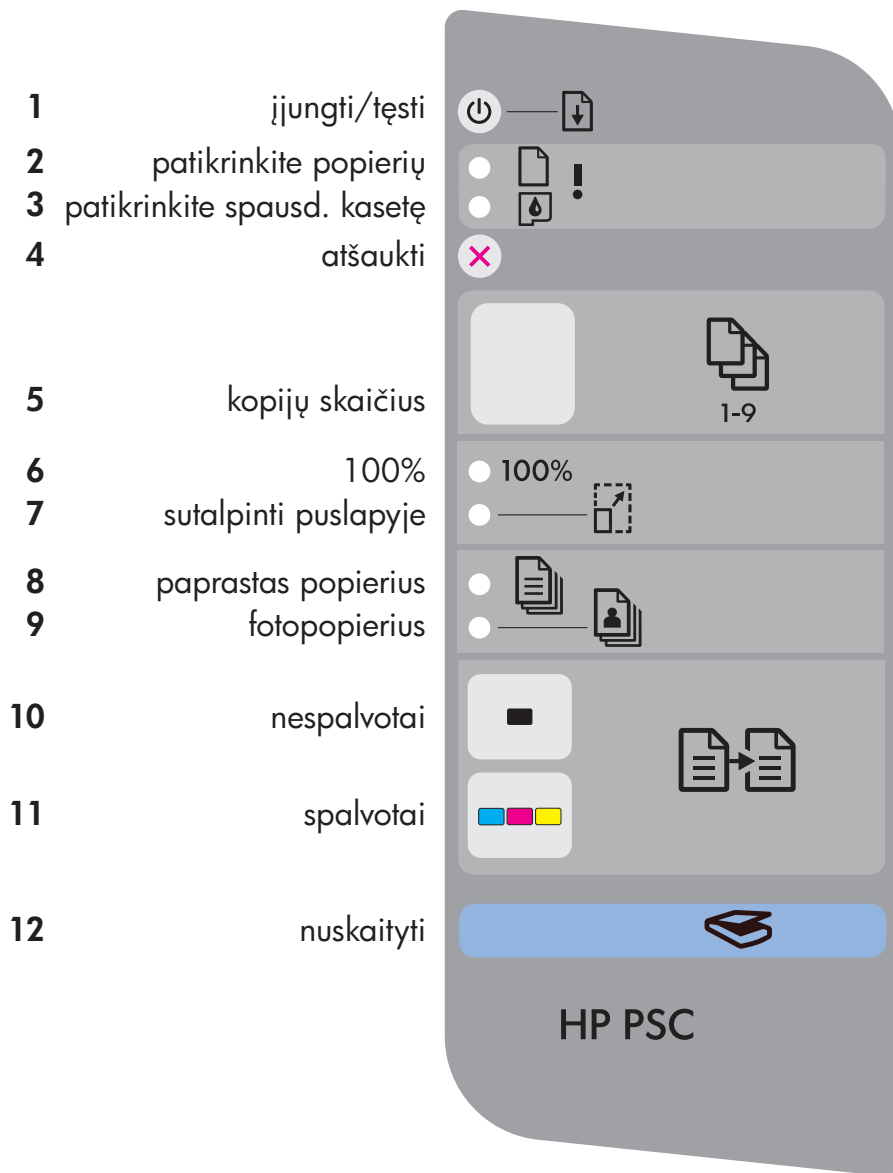 1 įjungti/tęsti
2 patikrinkite popierių
3 patikrinkite spausd. kasetę
4 atšaukti
5 kopijų skaičius
1-9
6 100% 100%
7 sutalpinti puslapyje
8 paprastas popierius
9 fotopopierius
10 nespalvotai
11 spalvotai
12 nuskaityti
HP PSC